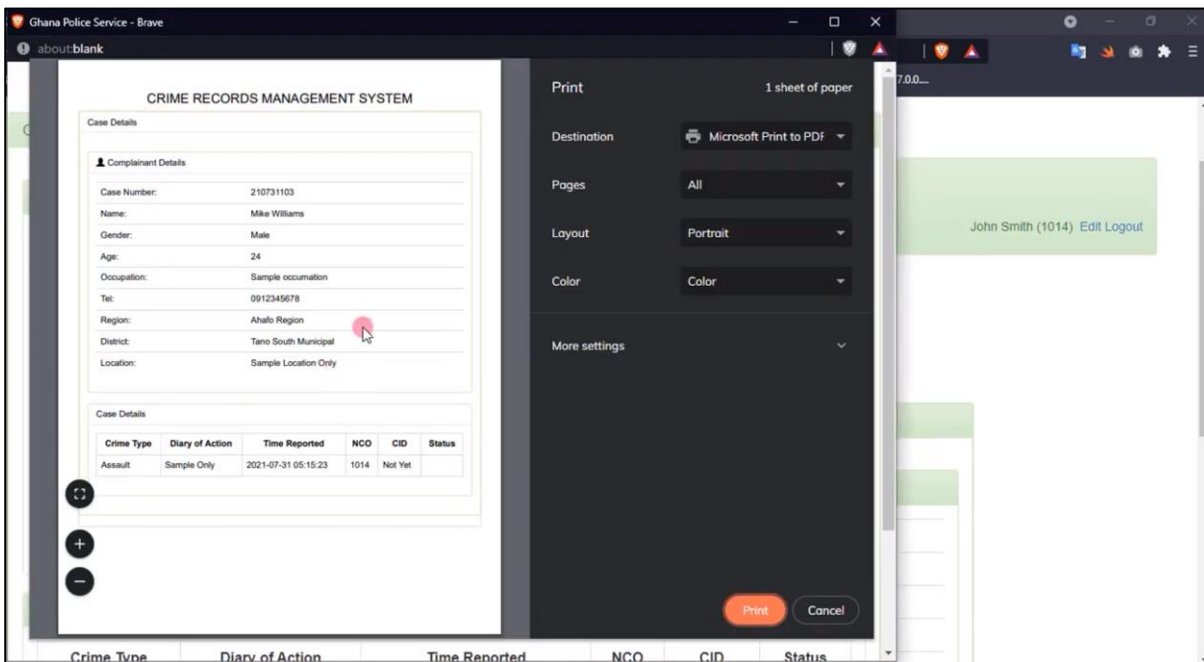 Ghana Police Service - Brave
about:blank
7.0.0....
CRIME RECORDS MANAGEMENT SYSTEM
Case Details
Complainant Details
Case Number: 210731103
Name: Mike Williams
Gender: Male
Age: 24
Occupation: Sample occumation
Tel: 0912345678
Region: Ahafo Region
District: Tano South Municipal
Location: Sample Location Only
Case Details
Crime Type Diary of Action Time Reported NCO CID Status
Assault Sample Only 2021-07-31 05:15:23 1014 Not Yet
Print 1 sheet of paper
Destination Microsoft Print to PDF
Pages All
Layout Portrait
Color Color
More settings
Print Cancel
John Smith (1014) Edit Logout
Crime Type Diary of Action Time Reported NCO CID Status